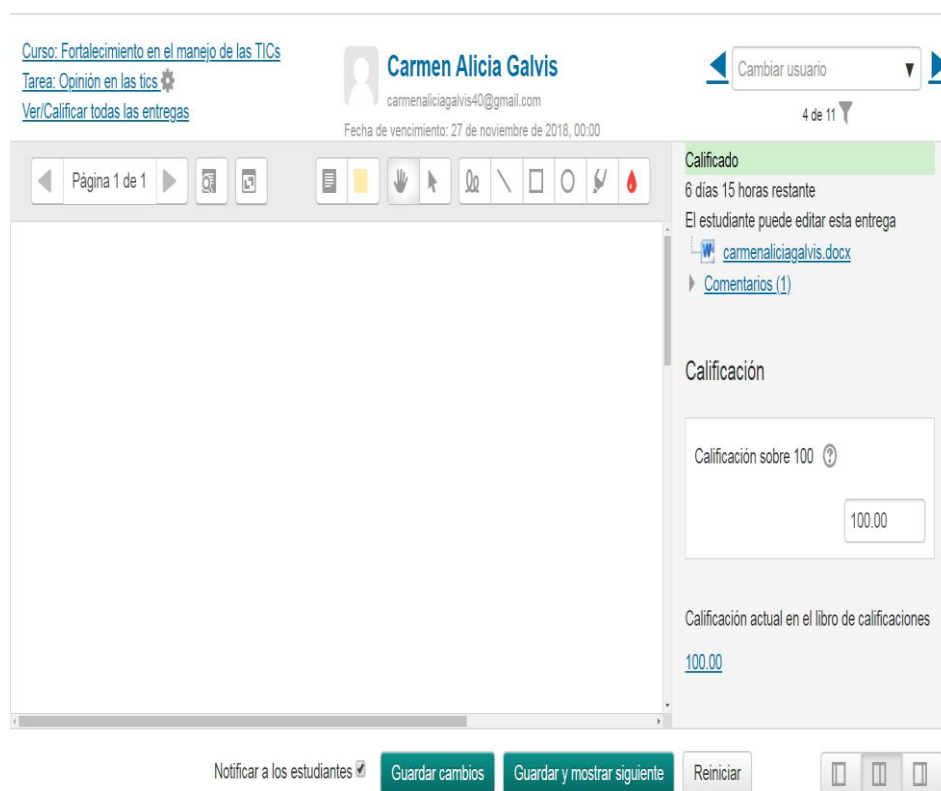 Curso: Fortalecimiento en el manejo de las TICs
Tarea: Opinión en las tics
Ver/Calificar todas las entregas
Carmen Alicia Galvis
carmenaliciagalvis40@gmail.com
Fecha de vencimiento: 27 de noviembre de 2018, 00:00
Cambiar usuario
4 de 11
Página 1 de 1
Calificado
6 días 15 horas restante
El estudiante puede editar esta entrega
carmenaliciagalvis.docx
Comentarios (1)
Calificación
Calificación sobre 100
100.00
Calificación actual en el libro de calificaciones
100.00
Notificar a los estudiantes
Guardar cambios
Guardar y mostrar siguiente
Reiniciar